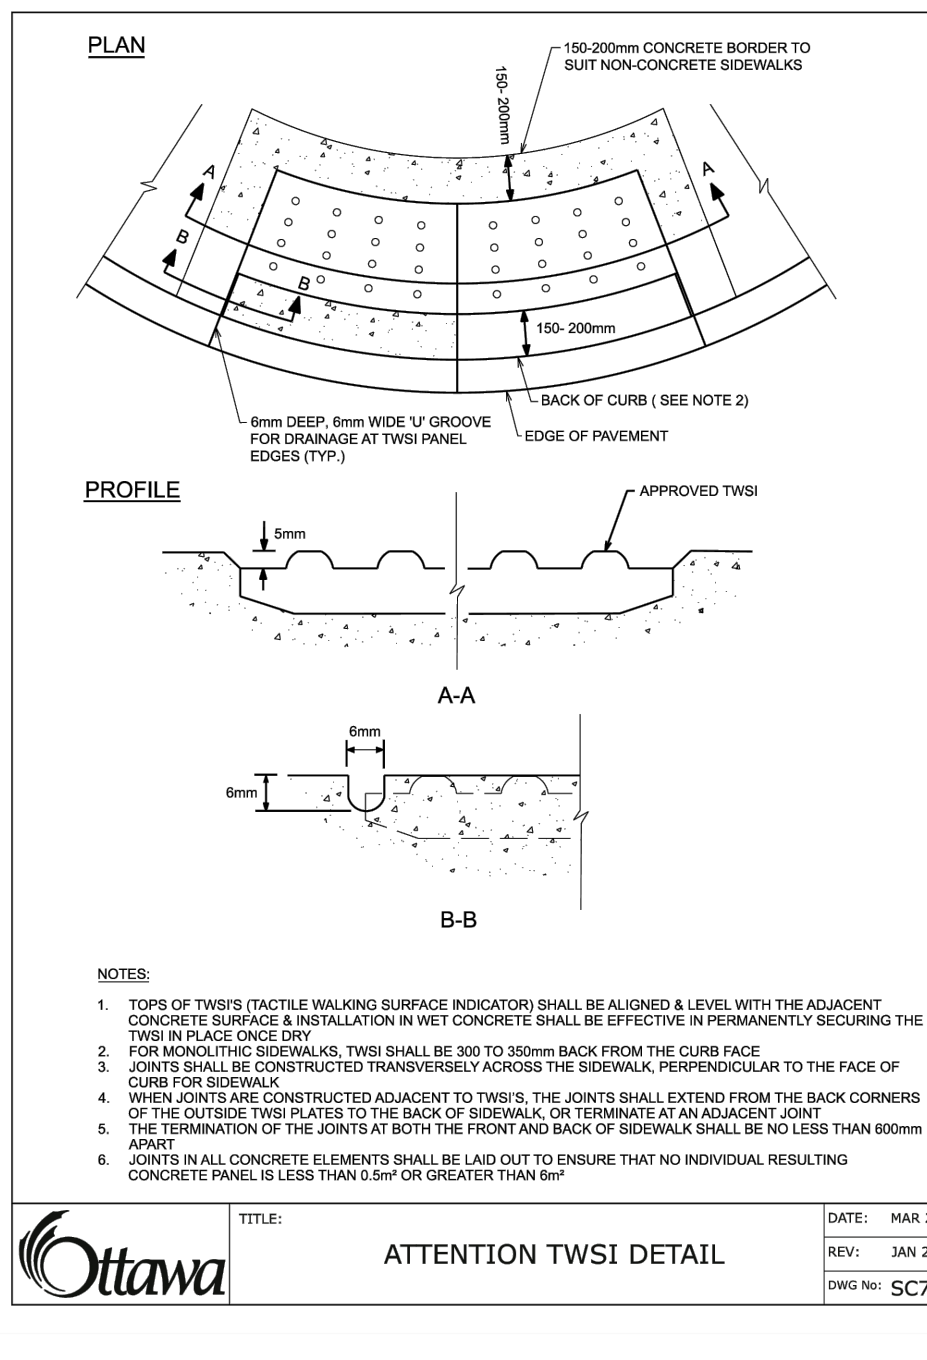 PLAN
150-200mm CONCRETE BORDER TO
SUIT NON-CONCRETE SIDEWALKS
150- 200mm
A
A
B
B
150- 200mm
BACK OF CURB ( SEE NOTE 2)
6mm DEEP, 6mm WIDE 'U' GROOVE
FOR DRAINAGE AT TWSI PANEL
EDGES (TYP.)
EDGE OF PAVEMENT
PROFILE
APPROVED TWSI
5mm
A-A
6mm
6mm
B-B
NOTES:
1. TOPS OF TWSI'S (TACTILE WALKING SURFACE INDICATOR) SHALL BE ALIGNED & LEVEL WITH THE ADJACENT
CONCRETE SURFACE & INSTALLATION IN WET CONCRETE SHALL BE EFFECTIVE IN PERMANENTLY SECURING THE
TWSI IN PLACE ONCE DRY
2. FOR MONOLITHIC SIDEWALKS, TWSI SHALL BE 300 TO 350mm BACK FROM THE CURB FACE
3. JOINTS SHALL BE CONSTRUCTED TRANSVERSELY ACROSS THE SIDEWALK, PERPENDICULAR TO THE FACE OF
CURB FOR SIDEWALK
4. WHEN JOINTS ARE CONSTRUCTED ADJACENT TO TWSI'S, THE JOINTS SHALL EXTEND FROM THE BACK CORNERS
OF THE OUTSIDE TWSI PLATES TO THE BACK OF SIDEWALK, OR TERMINATE AT AN ADJACENT JOINT
5. THE TERMINATION OF THE JOINTS AT BOTH THE FRONT AND BACK OF SIDEWALK SHALL BE NO LESS THAN 600mm
APART
6. JOINTS IN ALL CONCRETE ELEMENTS SHALL BE LAID OUT TO ENSURE THAT NO INDIVIDUAL RESULTING
CONCRETE PANEL IS LESS THAN 0.5m² OR GREATER THAN 6m²
Ottawa
TITLE:
ATTENTION TWSI DETAIL
DATE: MAR
REV: JAN
DWG No: SC7